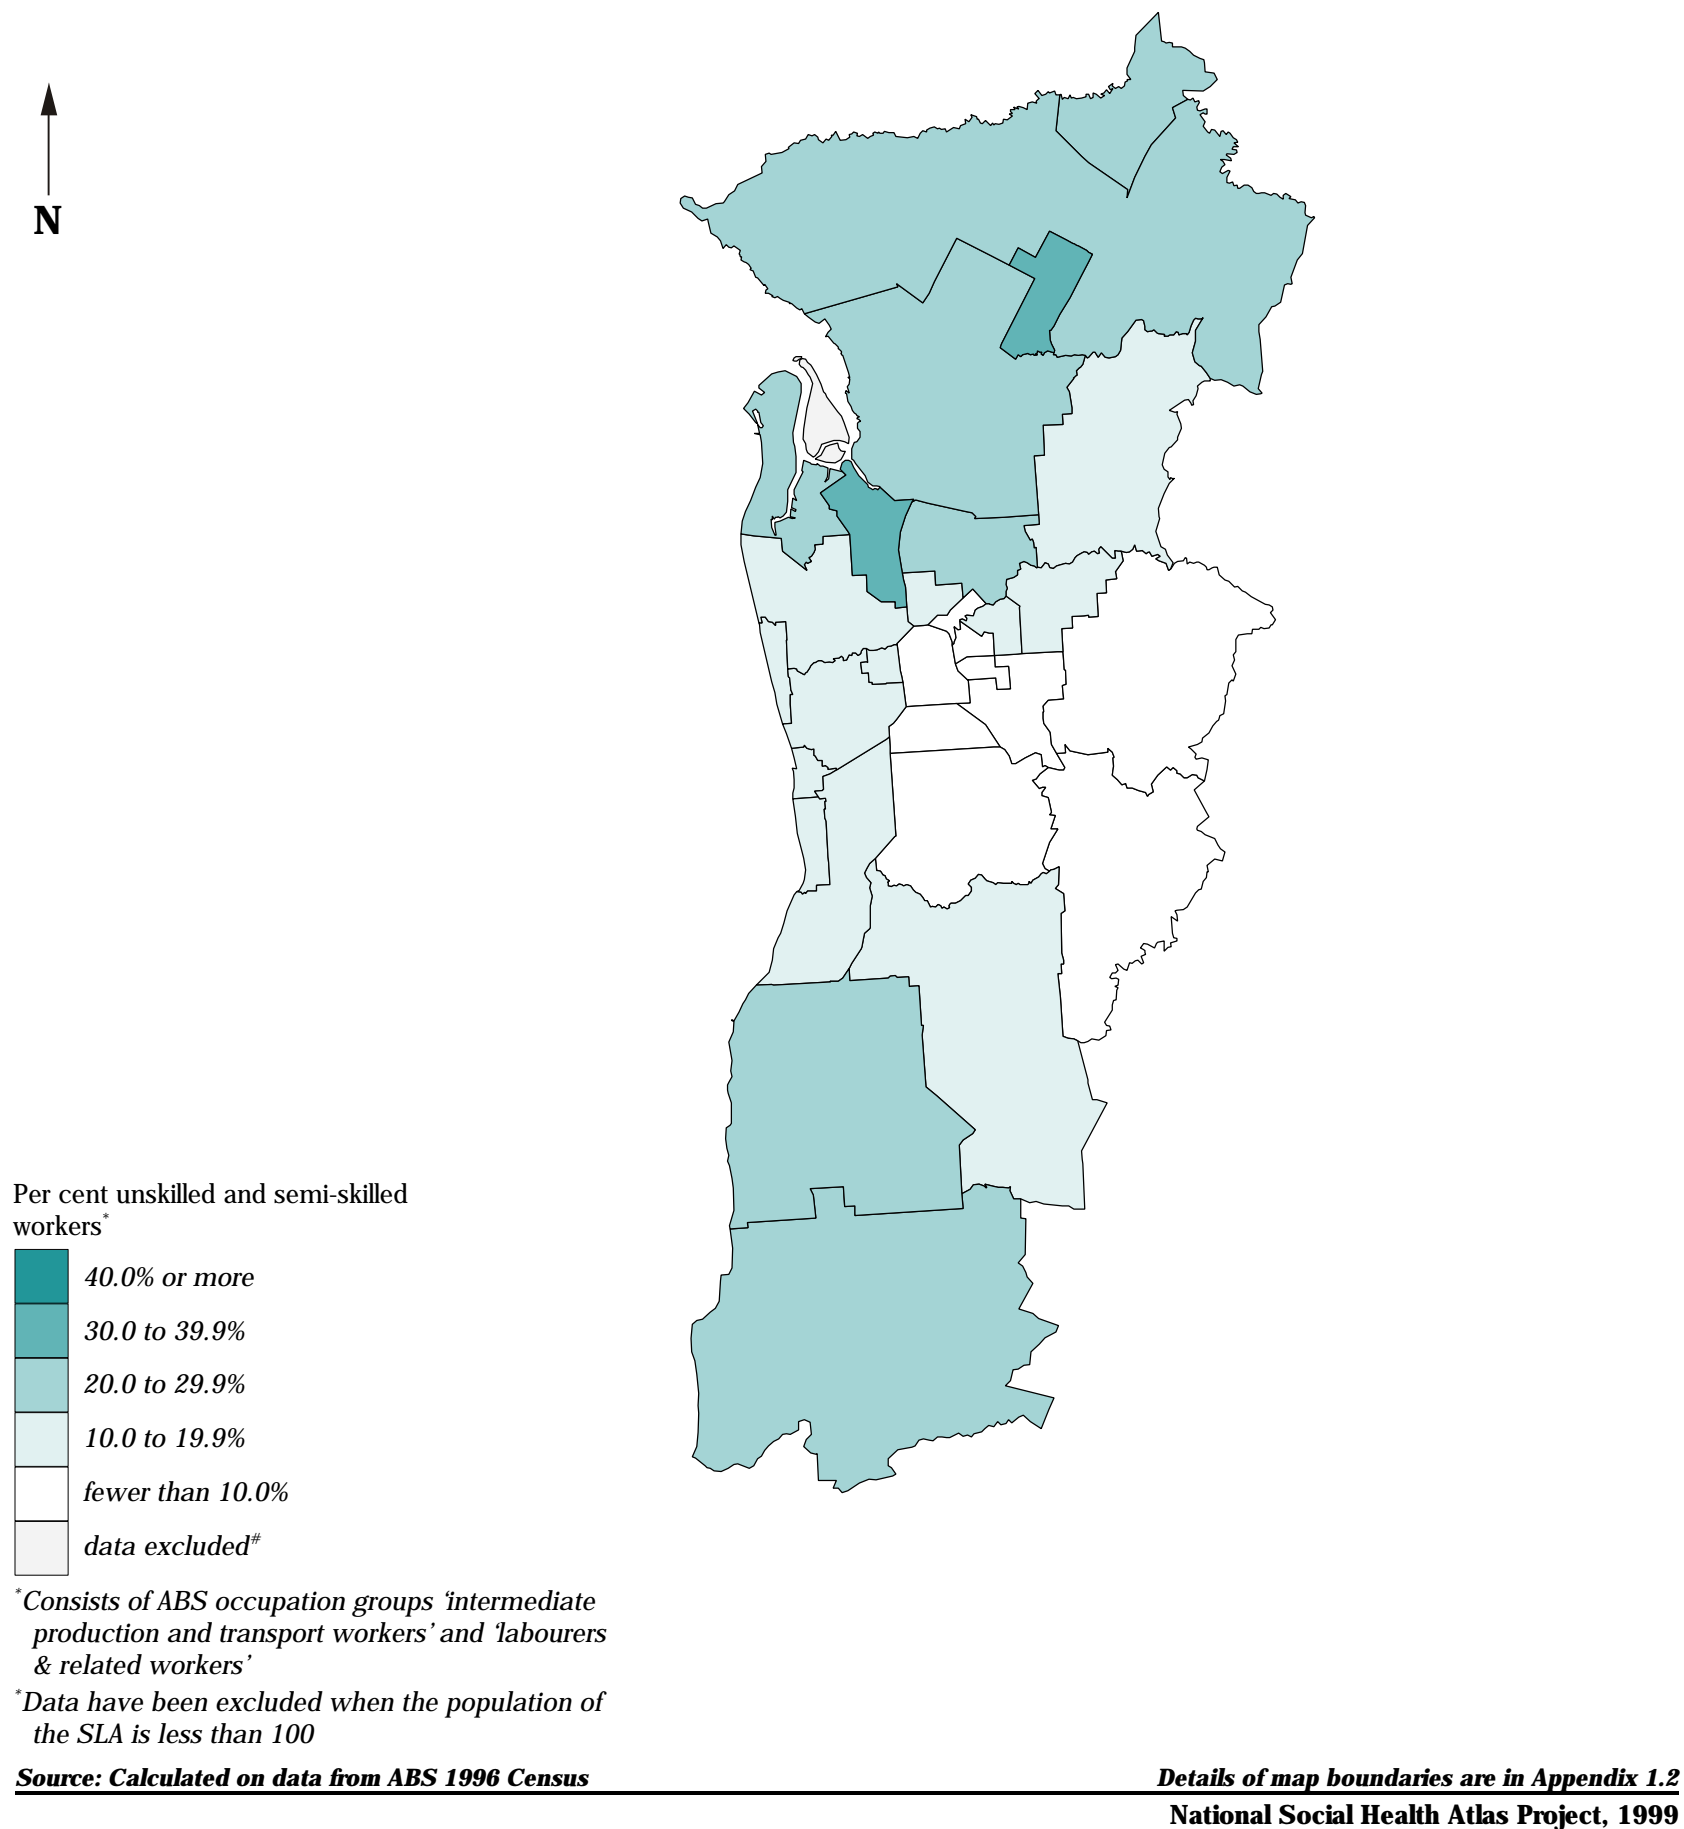 N
Per cent unskilled and semi-skilled
workers*
40.0% or more
30.0 to 39.9%
20.0 to 29.9%
10.0 to 19.9%
fewer than 10.0%
data excluded#
*Consists of ABS occupation groups ‘intermediate
production and transport workers’ and ‘labourers
& related workers’
*Data have been excluded when the population of
the SLA is less than 100
Source: Calculated on data from ABS 1996 Census
Details of map boundaries are in Appendix 1.2
National Social Health Atlas Project, 1999